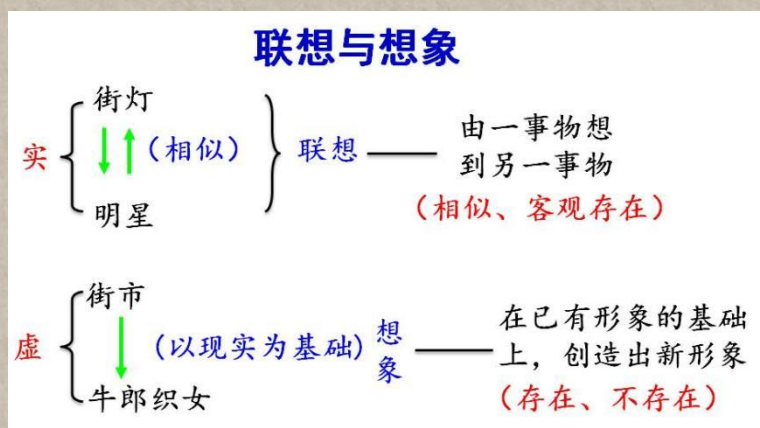 联想与想象
街灯
实
(相似)
联想
由一事物想
到另一事物
明星
(相似、客观存在)
街市
虚
(以现实为基础)
想
象
在已有形象的基础
上，创造出新形象
牛郎织女
(存在、不存在)